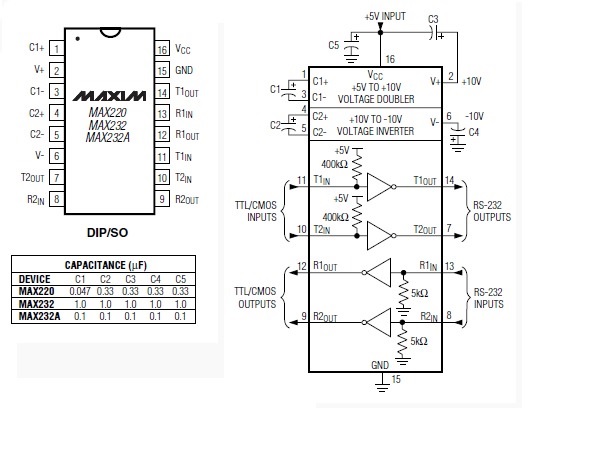 C1+ 1 16 VCC
V+ 2 15 GND
C1- 3 14 T1OUT
C2+ 4 13 R1IN
C2- 5 12 R1OUT
V- 6 11 T1IN
T2OUT 7 10 T2IN
R2IN 8 9 R2OUT
MAXIM
MAX220
MAX232
MAX232A
DIP/SO
CAPACITANCE (µF)
DEVICE C1 C2 C3 C4 C5
MAX220 0.047 0.33 0.33 0.33 0.33
MAX232 1.0 1.0 1.0 1.0 1.0
MAX232A 0.1 0.1 0.1 0.1 0.1
+5V INPUT C3
C5
16
1 C1+ VCC V+ 2 +10V
C1 +5V TO +10V
3 C1- VOLTAGE DOUBLER
4 C2+ +10V TO -10V V- 6 -10V
C2 5 C2- VOLTAGE INVERTER C4
+5V
400kΩ
11 T1IN T1OUT 14
+5V
TTL/CMOS INPUTS
RS-232 OUTPUTS
400kΩ
10 T2IN T2OUT 7
12 R1OUT R1IN 13
TTL/CMOS OUTPUTS
5kΩ
RS-232 INPUTS
9 R2OUT R2IN 8
5kΩ
GND
15